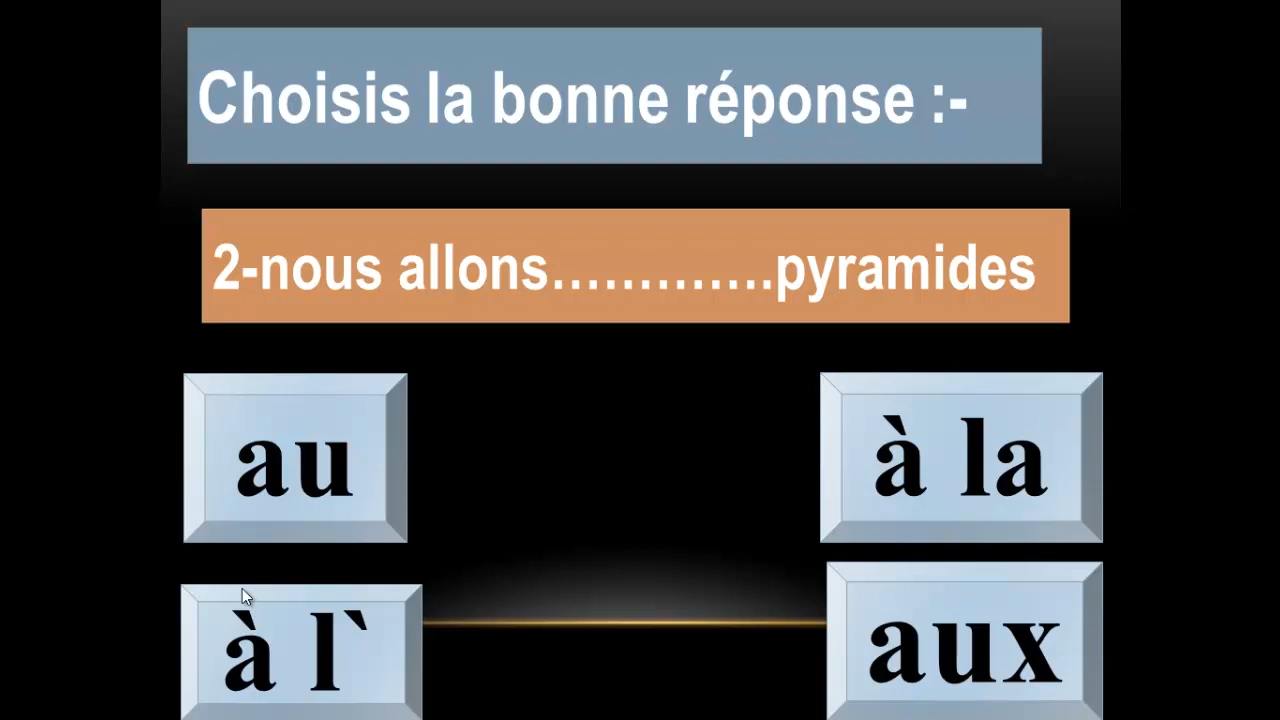 Choisis la bonne réponse :-
2-nous allons………….pyramides
au
à la
à l`
aux